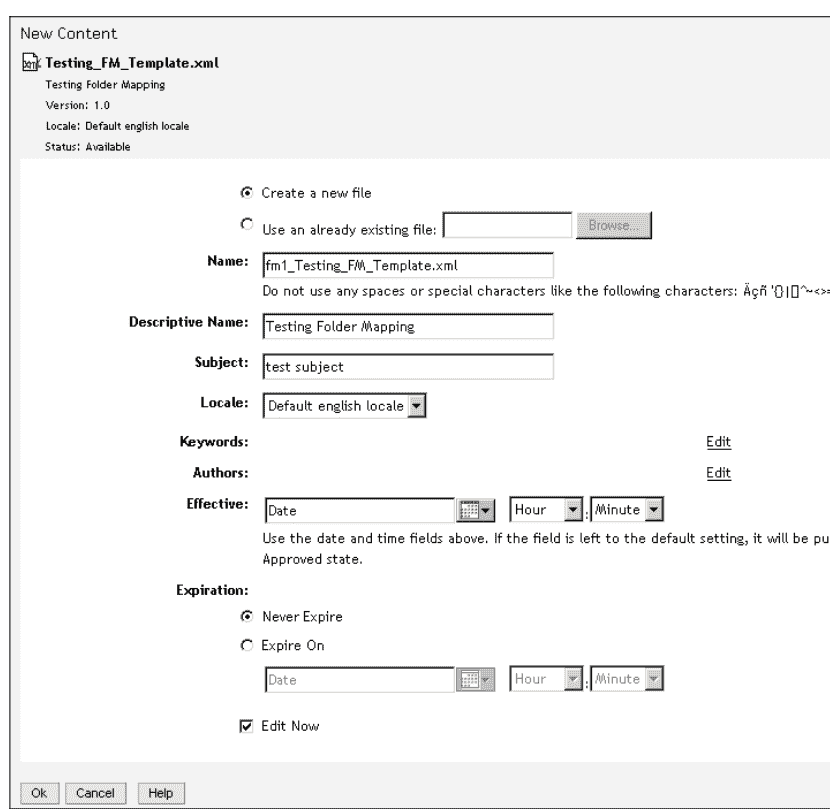 New Content
Testing_FM_Template.xml
Testing Folder Mapping
Version: 1.0
Locale: Default english locale
Status: Available
Create a new file
Use an already existing file: Browse...
Name: fm1_Testing_FM_Template.xml
Do not use any spaces or special characters like the following characters: Äçñ '{}|[]^~<>=
Descriptive Name: Testing Folder Mapping
Subject: test subject
Locale: Default english locale
Keywords: Edit
Authors: Edit
Effective: Date Hour : Minute
Use the date and time fields above. If the field is left to the default setting, it will be pu
Approved state.
Expiration:
Never Expire
Expire On
Date Hour : Minute
Edit Now
Ok Cancel Help